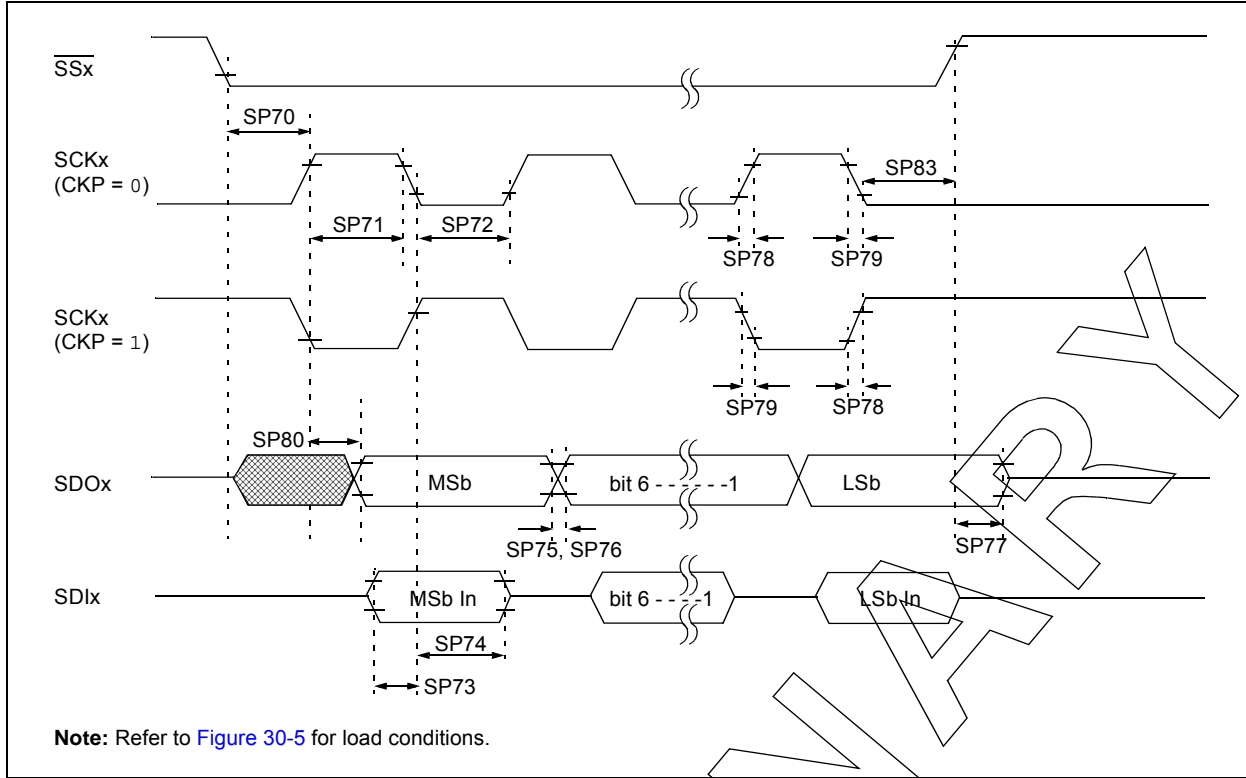 SSx
SP70
SCKx
(CKP = 0)
SP83
SP71
SP72
SP78
SP79
SCKx
(CKP = 1)
SP79
SP78
SP80
SDOx
MSb
bit 6 - - - - - -1
LSb
SP75, SP76
SP77
SDIx
MSb In
bit 6 - - - -1
LSb In
SP74
SP73
Note: Refer to Figure 30-5 for load conditions.
V A R Y